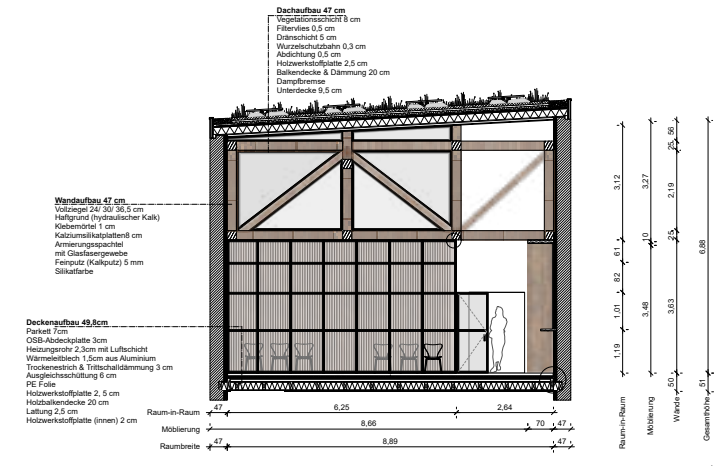 Dachaufbau 47 cm
Vegetationsschicht 8 cm
Filtervlies 0,5 cm
Dränschicht 5 cm
Wurzelschutzbahn 0,3 cm
Abdichtung 0,5 cm
Holzwerkstoffplatte 2,5 cm
Balkendecke & Dämmung 20 cm
Dampfbremse
Unterdecke 9,5 cm
Wandaufbau 47 cm
Vollziegel 24/ 30/ 36,5 cm
Haftgrund (hydraulischer Kalk)
Klebemörtel 1 cm
Kalziumsilikatplatten8 cm
Armierungsspachtel
mit Glasfasergewebe
Feinputz (Kalkputz) 5 mm
Silikatfarbe
Deckenaufbau 49,8cm
Parkett 7cm
OSB-Abdeckplatte 3cm
Heizungsrohr 2,3cm mit Luftschicht
Wärmeleitblech 1,5cm aus Aluminium
Trockenestrich & Trittschalldämmung 3 cm
Ausgleichsschüttung 6 cm
PE Folie
Holzwerkstoffplatte 2, 5 cm
Holzbalkendecke 20 cm
Lattung 2,5 cm
Holzwerkstoffplatte (innen) 2 cm
Raum-in-Raum 47 6,25 2,64
Möblierung 8,66 70 47
Raumbreite 47 8,89 47
3,12 61 82 1,01 1,19
Raum-in-Raum
3,27 10 3,48
Möblierung
56 25 2,19 25 3,63 50
Wände
6,88 51
Gesamthöhe